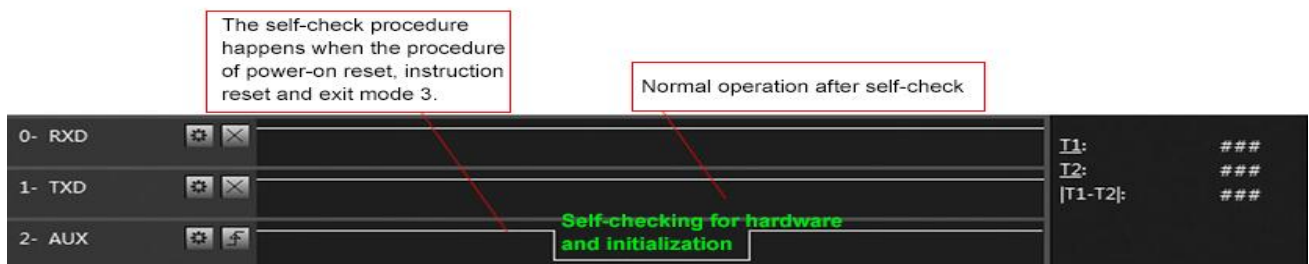 The self-check procedure
happens when the procedure
of power-on reset, instruction
reset and exit mode 3.
Normal operation after self-check
0- RXD
T1: ###
T2: ###
1- TXD
|T1-T2|: ###
Self-checking for hardware
and initialization
2- AUX